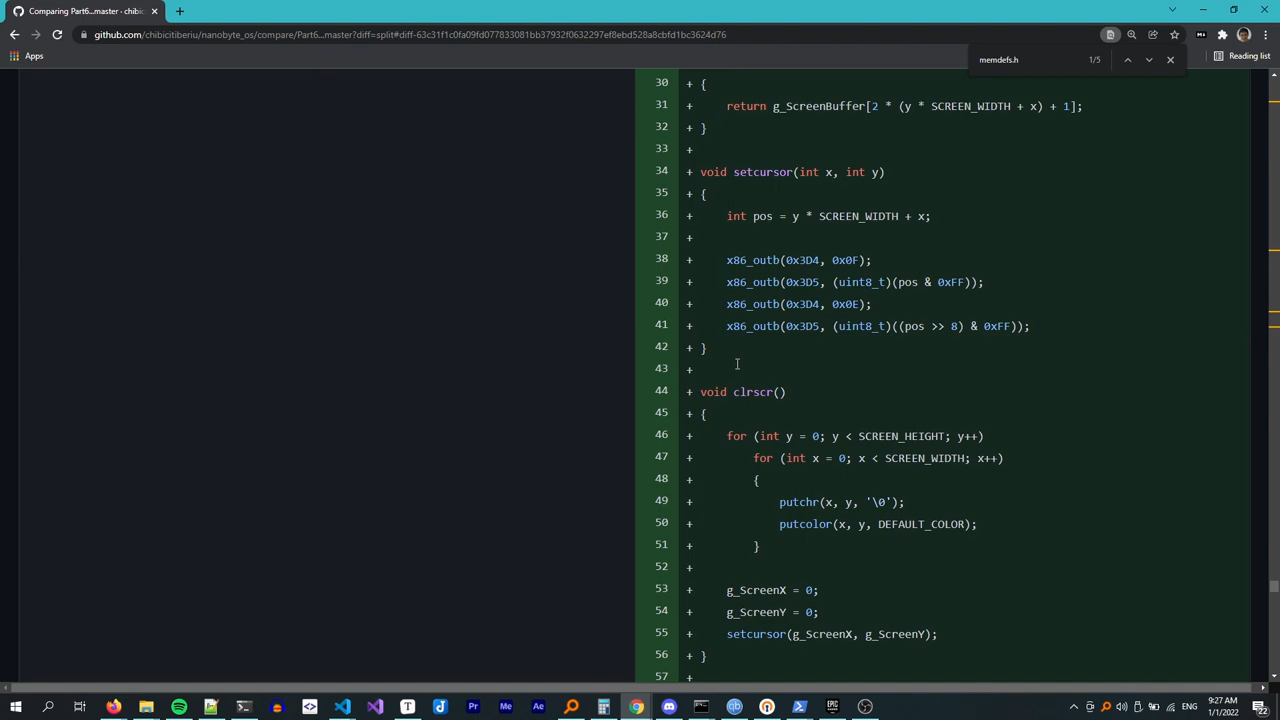 Comparing Part6...master · chibic
github.com/chibicitiberiu/nanobyte_os/compare/Part6...master?diff=split#diff-63c31f1c0fa09fd077833081bb37932f0632297ef8ebd528a8cbfd1bc3624d76
Apps
Reading list
memdefs.h 1/5
30 + {
31 + return g_ScreenBuffer[2 * (y * SCREEN_WIDTH + x) + 1];
32 + }
33 +
34 + void setcursor(int x, int y)
35 + {
36 + int pos = y * SCREEN_WIDTH + x;
37 +
38 + x86_outb(0x3D4, 0x0F);
39 + x86_outb(0x3D5, (uint8_t)(pos & 0xFF));
40 + x86_outb(0x3D4, 0x0E);
41 + x86_outb(0x3D5, (uint8_t)((pos >> 8) & 0xFF));
42 + }
43 +
44 + void clrscr()
45 + {
46 + for (int y = 0; y < SCREEN_HEIGHT; y++)
47 + for (int x = 0; x < SCREEN_WIDTH; x++)
48 + {
49 + putchr(x, y, '\0');
50 + putcolor(x, y, DEFAULT_COLOR);
51 + }
52 +
53 + g_ScreenX = 0;
54 + g_ScreenY = 0;
55 + setcursor(g_ScreenX, g_ScreenY);
56 + }
57 +
9:27 AM
1/1/2022
22